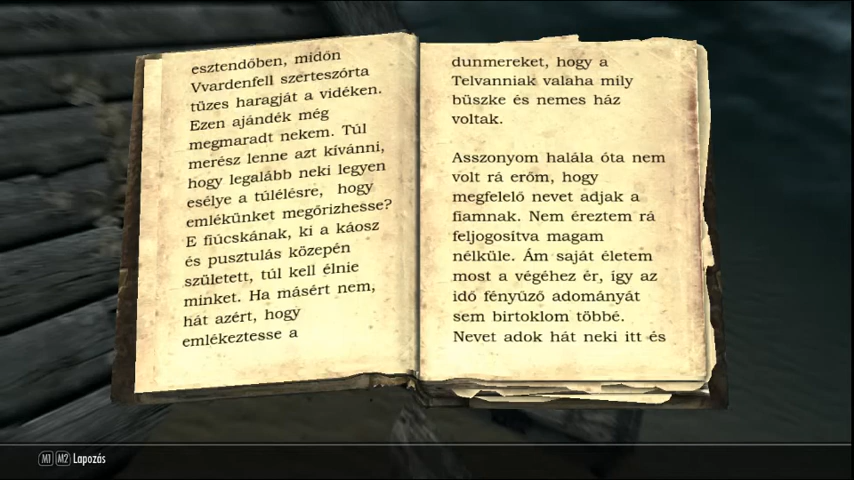 esztendőben, midőn
Vvardenfell szerteszórta
tüzes haragját a vidéken.
Ezen ajándék még
megmaradt nekem. Túl
merész lenne azt kívánni,
hogy legalább neki legyen
esélye a túlélésre, hogy
emlékünket megőrizhesse?
E fiúcskának, ki a káosz
és pusztulás közepén
született, túl kell élnie
minket. Ha másért nem,
hát azért, hogy
emlékeztesse a
dunmereket, hogy a
Telvanniak valaha mily
büszke és nemes ház
voltak.
Asszonyom halála óta nem
volt rá erőm, hogy
megfelelő nevet adjak a
fiamnak. Nem éreztem rá
feljogosítva magam
nélküle. Ám saját életem
most a végéhez ér, így az
idő fényűző adományát
sem birtoklom többé.
Nevet adok hát neki itt és
M1 M2 Lapozás